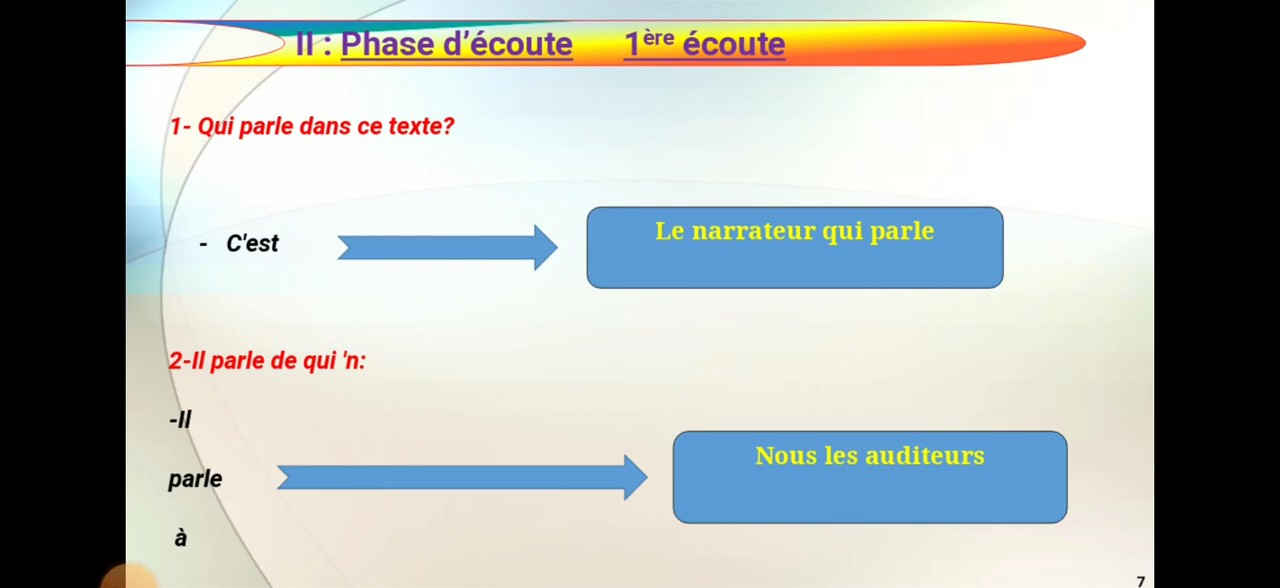 II : Phase d’écoute 1ère écoute
1- Qui parle dans ce texte?
- C'est
Le narrateur qui parle
2-Il parle de qui 'n:
-Il
parle
à
Nous les auditeurs
7